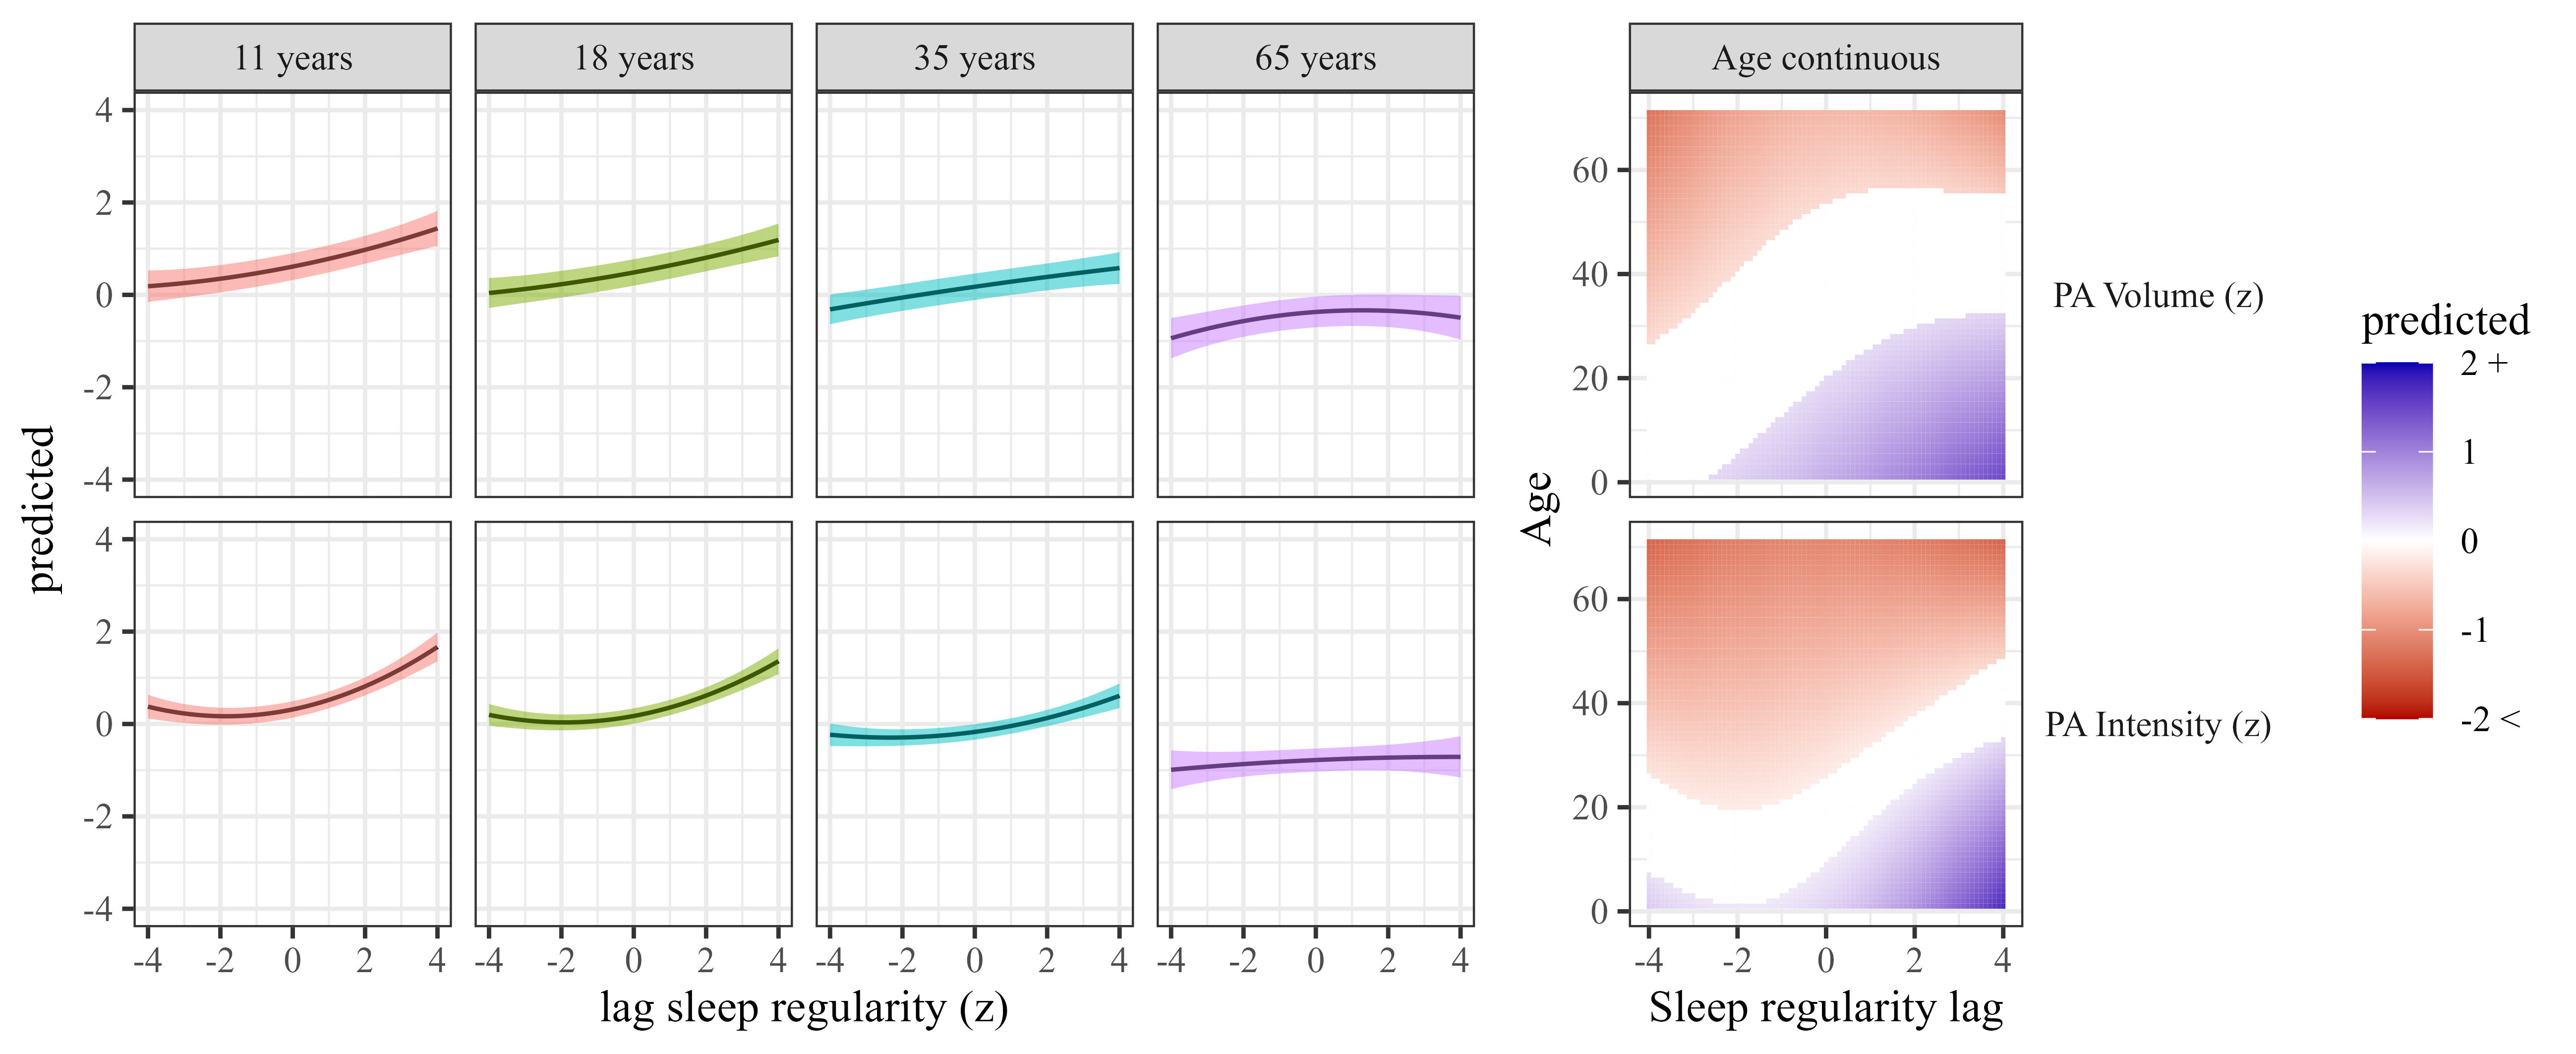 11 years 18 years 35 years 65 years Age continuous
4
2
0
-2
-4
4
2
0
-2
-4
predicted
-4 -2 0 2 4 -4 -2 0 2 4 -4 -2 0 2 4 -4 -2 0 2 4
lag sleep regularity (z)
60
40
20
0
60
40
20
0
Age
-4 -2 0 2 4
Sleep regularity lag
PA Volume (z)
PA Intensity (z)
predicted
2 +
1
0
-1
-2 <